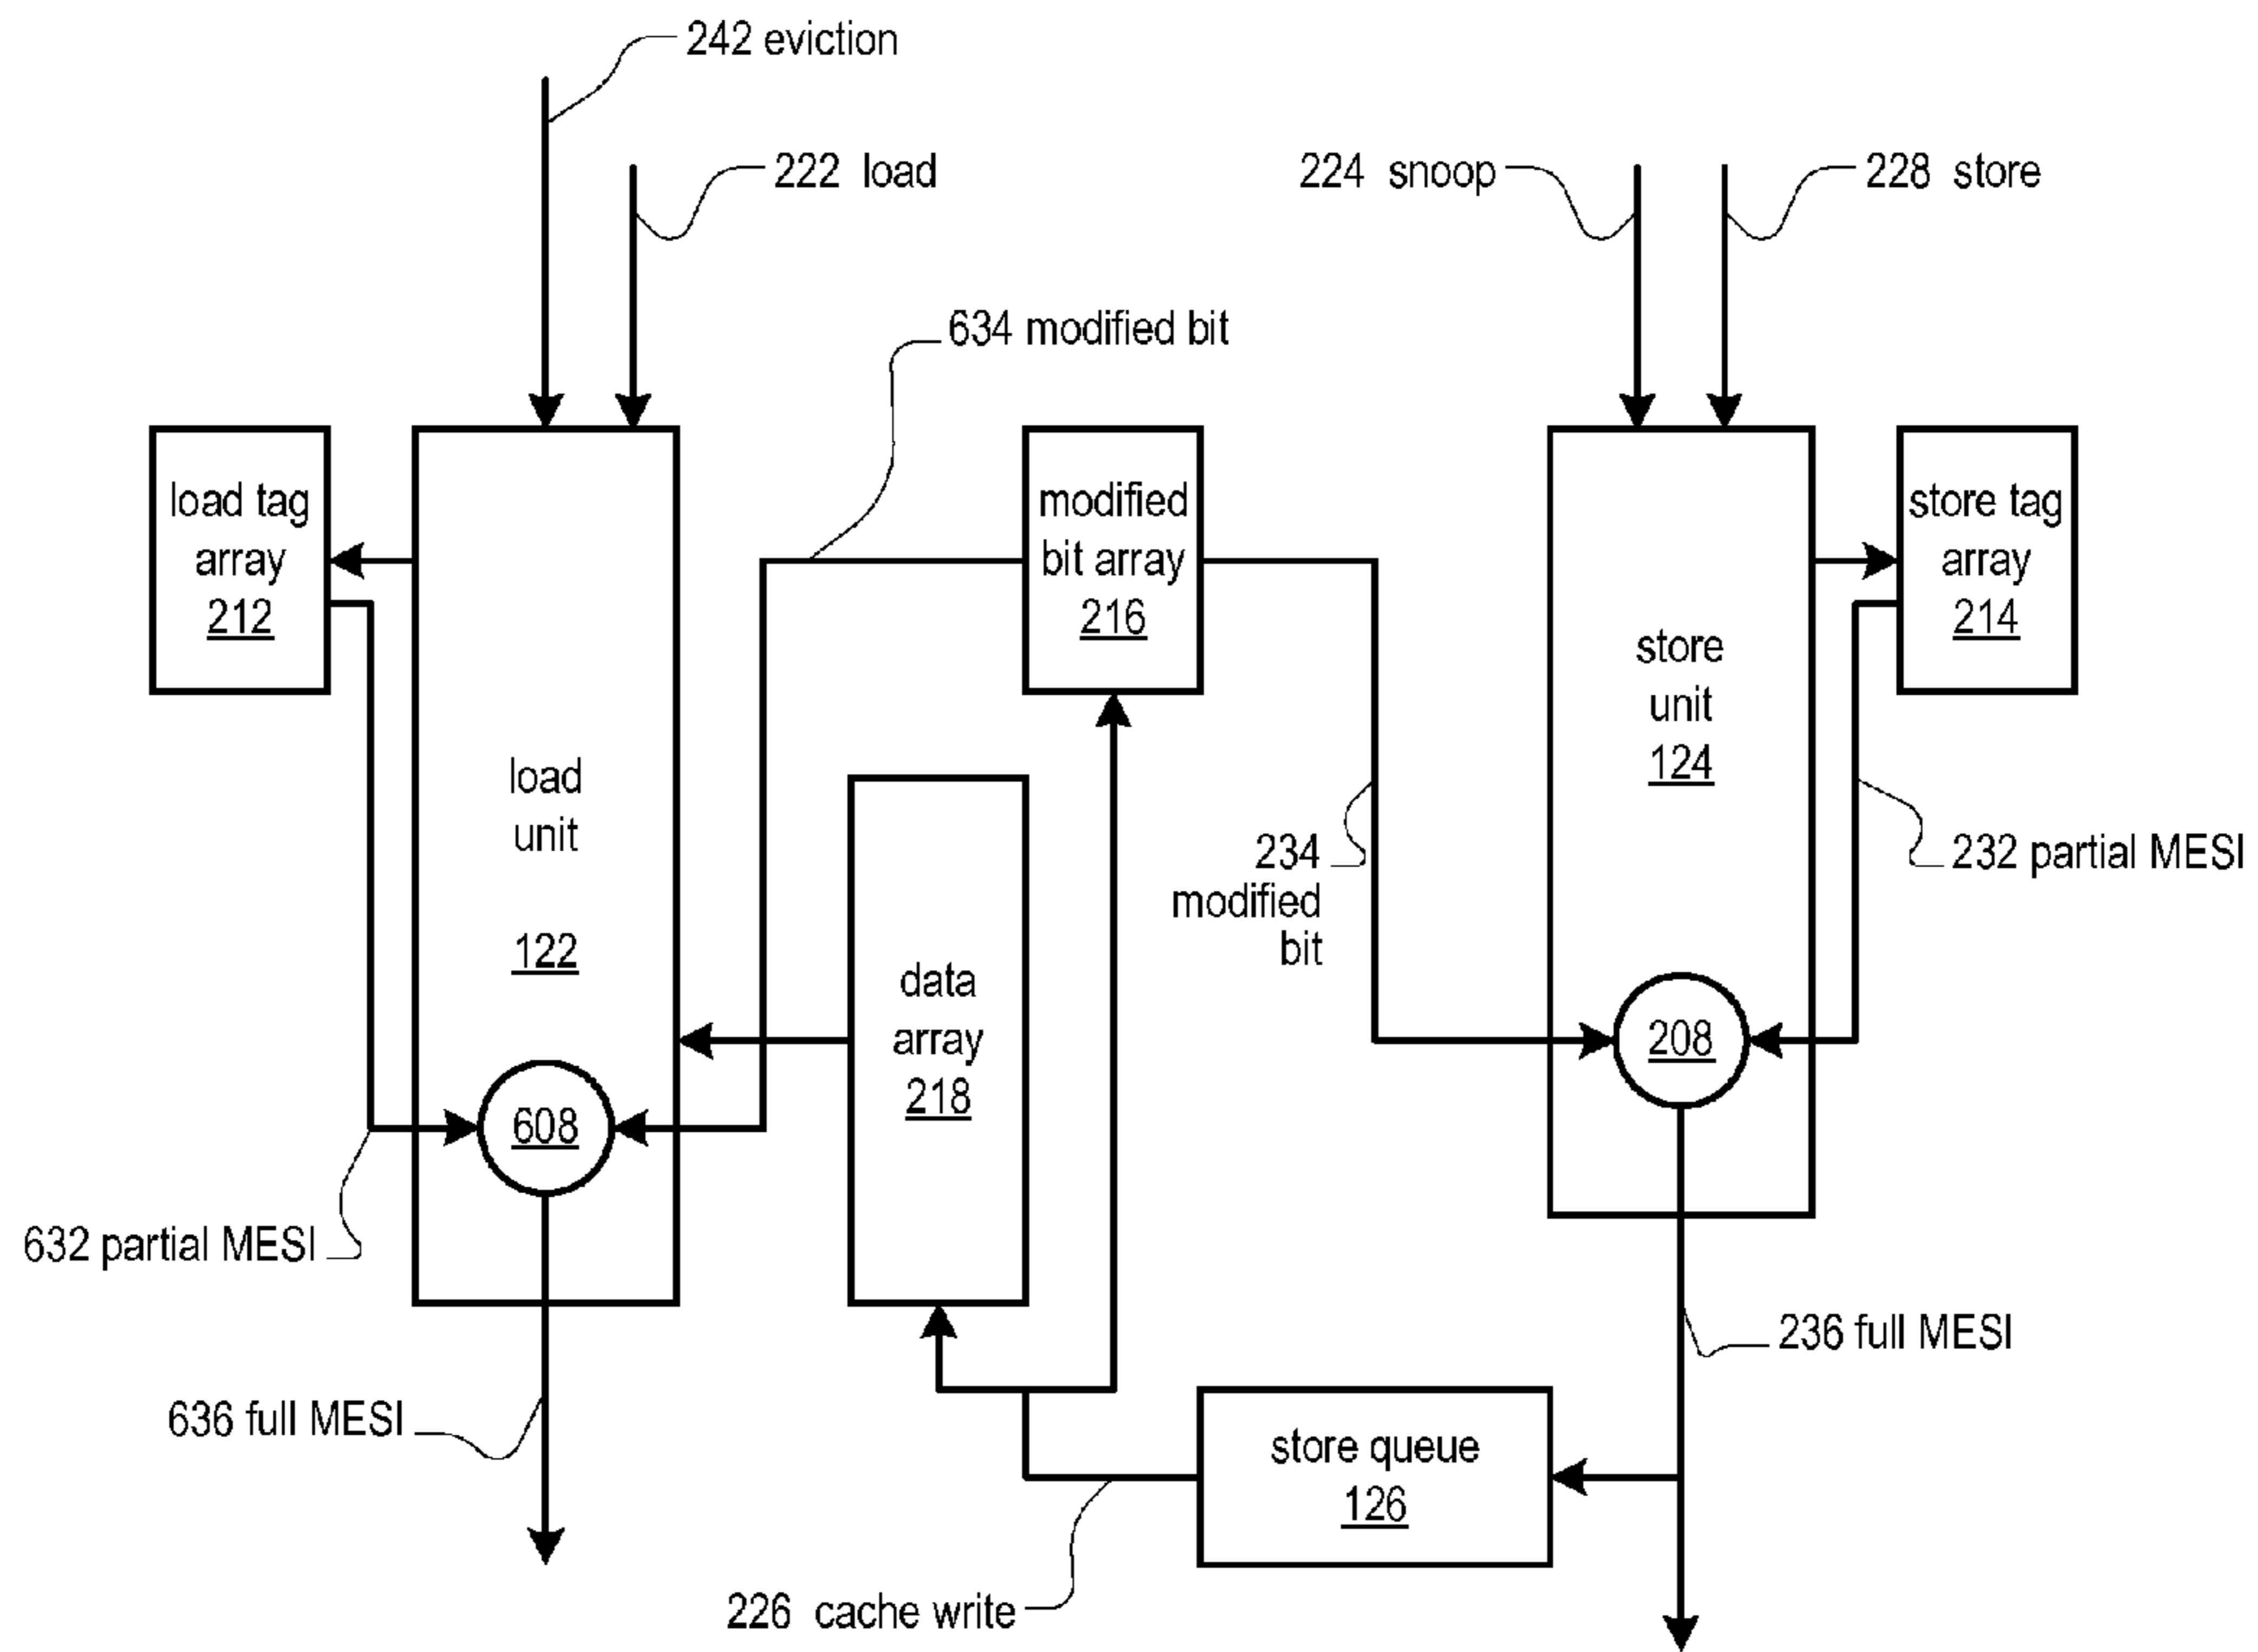 242 eviction
222 load
224 snoop
228 store
634 modified bit
load tag
array
212
modified
bit array
216
store tag
array
214
store
unit
124
load
unit
122
234
modified
bit
232 partial MESI
data
array
218
208
608
632 partial MESI
236 full MESI
636 full MESI
store queue
126
226 cache write